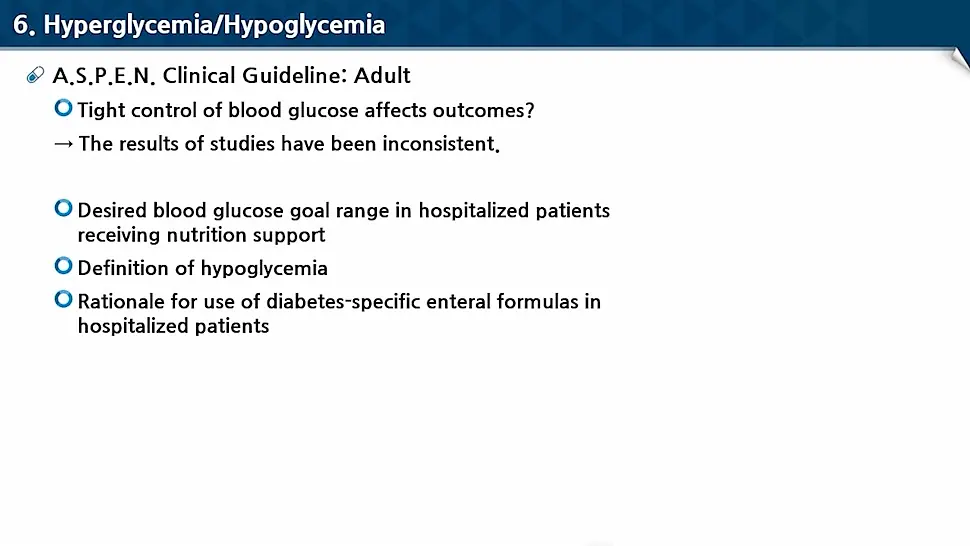 6. Hyperglycemia/Hypoglycemia
A.S.P.E.N. Clinical Guideline: Adult
Tight control of blood glucose affects outcomes?
→ The results of studies have been inconsistent.
Desired blood glucose goal range in hospitalized patients
receiving nutrition support
Definition of hypoglycemia
Rationale for use of diabetes-specific enteral formulas in
hospitalized patients